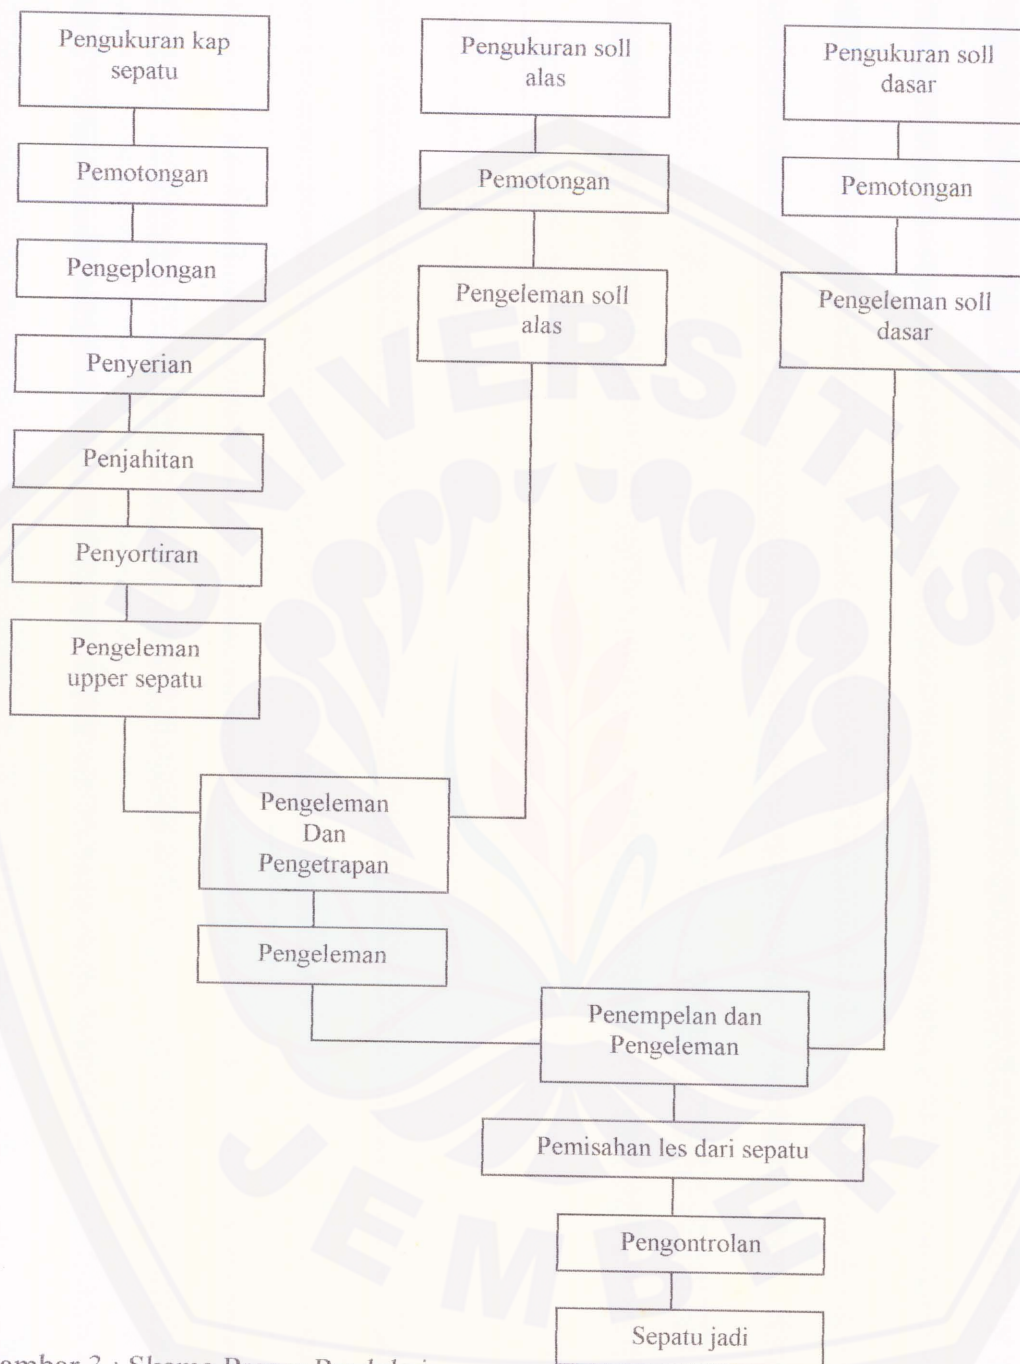 Pengukuran kap
sepatu
Pemotongan
Pengeplongan
Penyerian
Penjahitan
Penyortiran
Pengeleman
upper sepatu
Pengukuran soll
alas
Pemotongan
Pengeleman soll
alas
Pengukuran soll
dasar
Pemotongan
Pengeleman soll
dasar
Pengeleman
Dan
Pengetrapan
Pengeleman
Penempelan dan
Pengeleman
Pemisahan les dari sepatu
Pengontrolan
Sepatu jadi
UNIVERSITAS
JEMBER